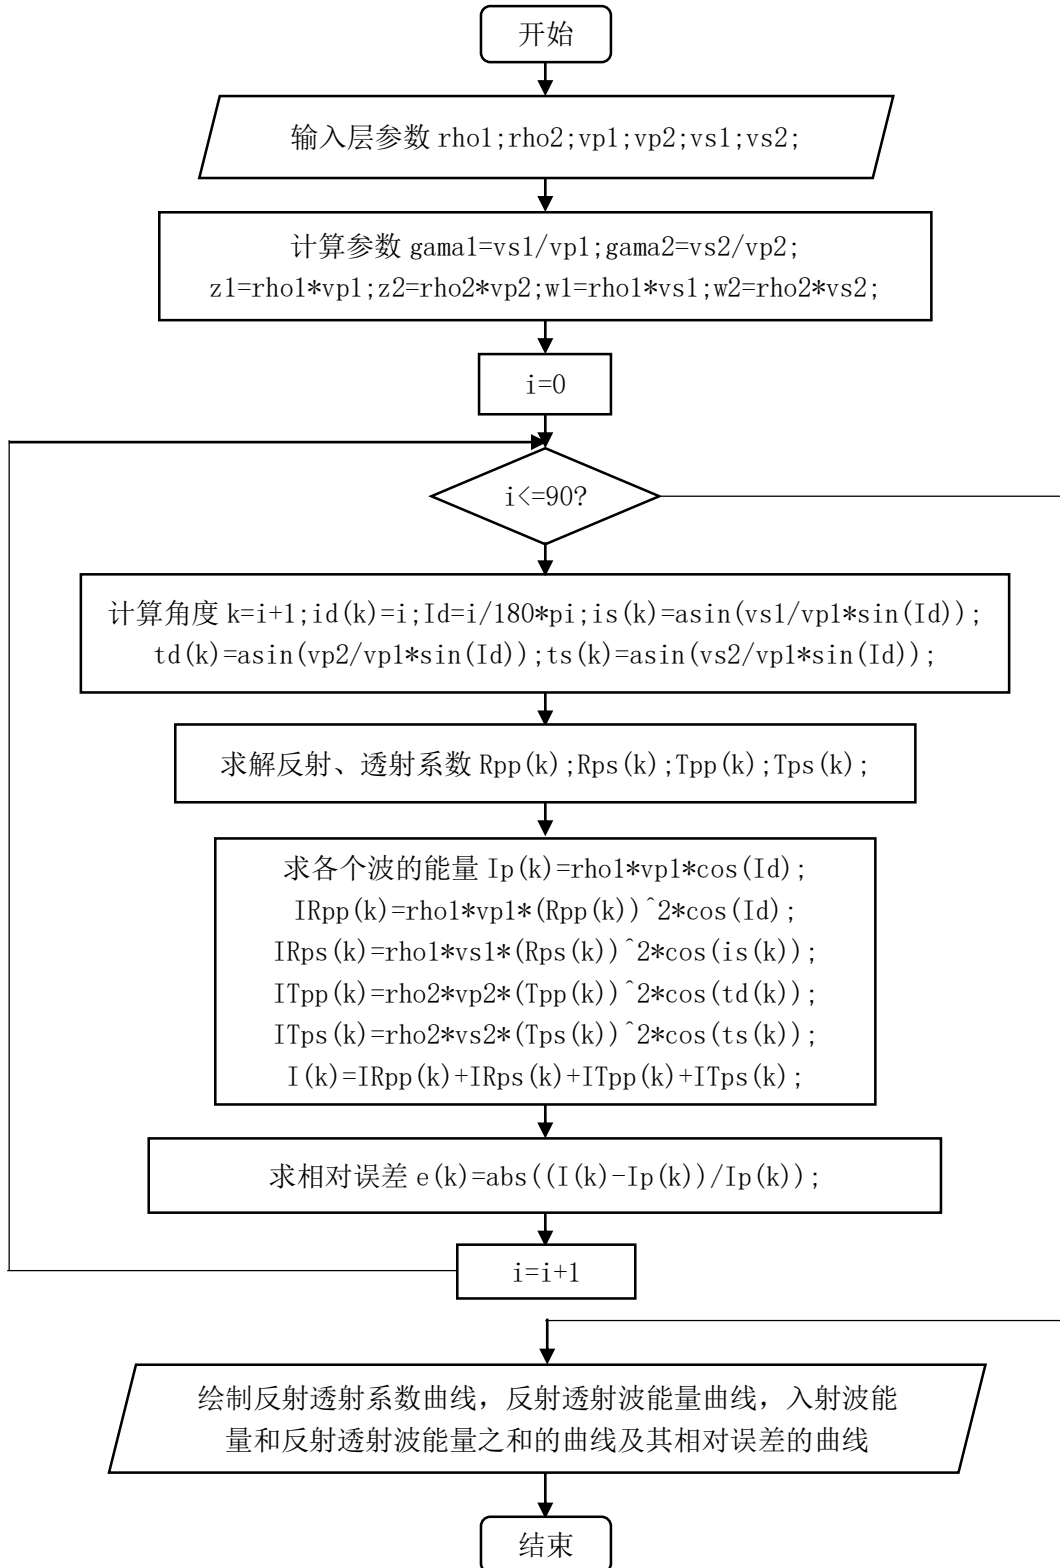 开始
输入层参数 rho1;rho2;vp1;vp2;vs1;vs2;
计算参数 gama1=vs1/vp1;gama2=vs2/vp2;
z1=rho1*vp1;z2=rho2*vp2;w1=rho1*vs1;w2=rho2*vs2;
i=0
i<=90?
计算角度 k=i+1;id(k)=i;Id=i/180*pi;is(k)=asin(vs1/vp1*sin(Id));
td(k)=asin(vp2/vp1*sin(Id));ts(k)=asin(vs2/vp1*sin(Id));
求解反射、透射系数 Rpp(k);Rps(k);Tpp(k);Tps(k);
求各个波的能量 Ip(k)=rho1*vp1*cos(Id);
IRpp(k)=rho1*vp1*(Rpp(k))^2*cos(Id);
IRps(k)=rho1*vs1*(Rps(k))^2*cos(is(k));
ITpp(k)=rho2*vp2*(Tpp(k))^2*cos(td(k));
ITps(k)=rho2*vs2*(Tps(k))^2*cos(ts(k));
I(k)=IRpp(k)+IRps(k)+ITpp(k)+ITps(k);
求相对误差 e(k)=abs((I(k)-Ip(k))/Ip(k));
i=i+1
绘制反射透射系数曲线，反射透射波能量曲线，入射波能
量和反射透射波能量之和的曲线及其相对误差的曲线
结束